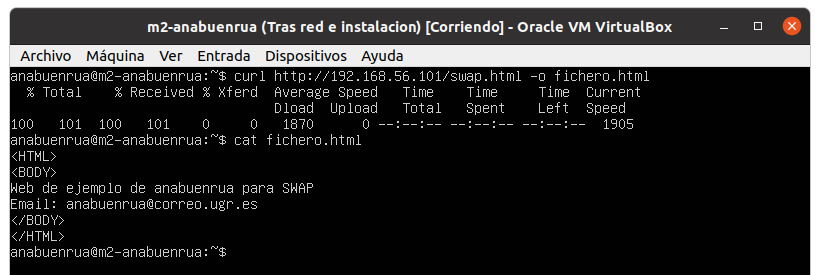 m2-anabuenrua (Tras red e instalacion) [Corriendo] - Oracle VM VirtualBox
Archivo Máquina Ver Entrada Dispositivos Ayuda
anabuenrua@m2-anabuenrua:~$ curl http://192.168.56.101/swap.html -o fichero.html
  % Total    % Received % Xferd  Average Speed   Time    Time     Time  Current
                                 Dload  Upload   Total   Spent    Left  Speed
100   101  100   101    0     0   1870      0 --:--:-- --:--:-- --:--:--  1905
anabuenrua@m2-anabuenrua:~$ cat fichero.html
<HTML>
<BODY>
Web de ejemplo de anabuenrua para SWAP
Email: anabuenrua@correo.ugr.es
</BODY>
</HTML>
anabuenrua@m2-anabuenrua:~$